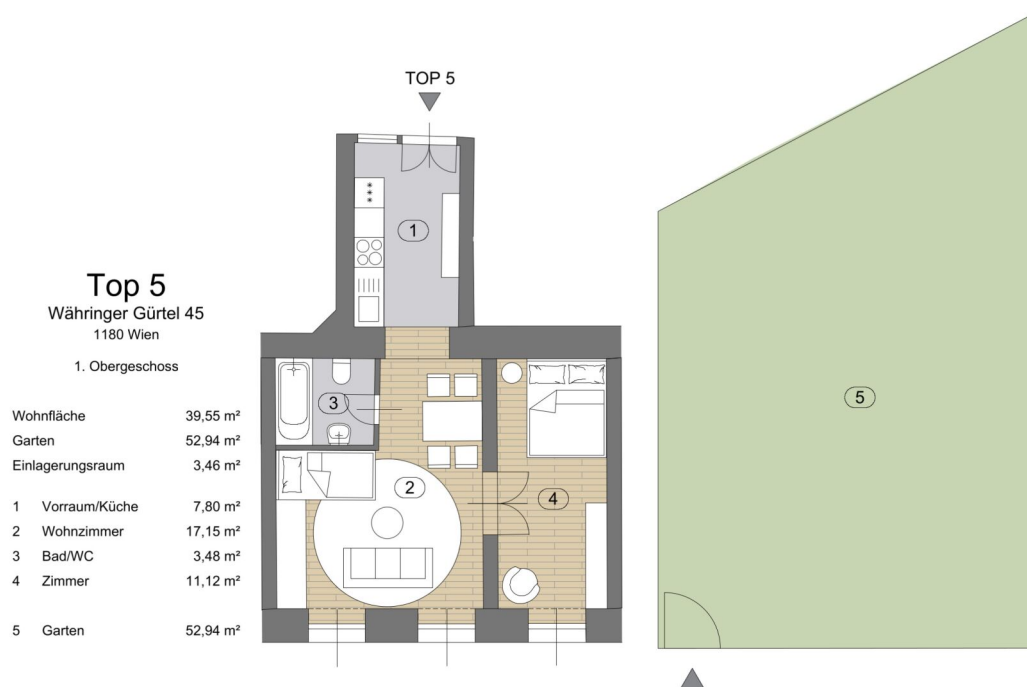 TOP 5
Top 5
Währinger Gürtel 45
1180 Wien
1. Obergeschoss
Wohnfläche 39,55 m²
Garten 52,94 m²
Einlagerungsraum 3,46 m²
1 Vorraum/Küche 7,80 m²
2 Wohnzimmer 17,15 m²
3 Bad/WC 3,48 m²
4 Zimmer 11,12 m²
5 Garten 52,94 m²
1
3
2
4
5